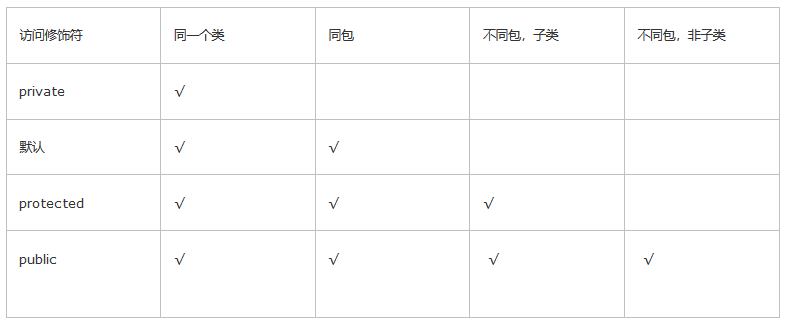 访问修饰符 同一个类 同包 不同包，子类 不同包，非子类
private √
默认 √ √
protected √ √ √
public √ √ √ √